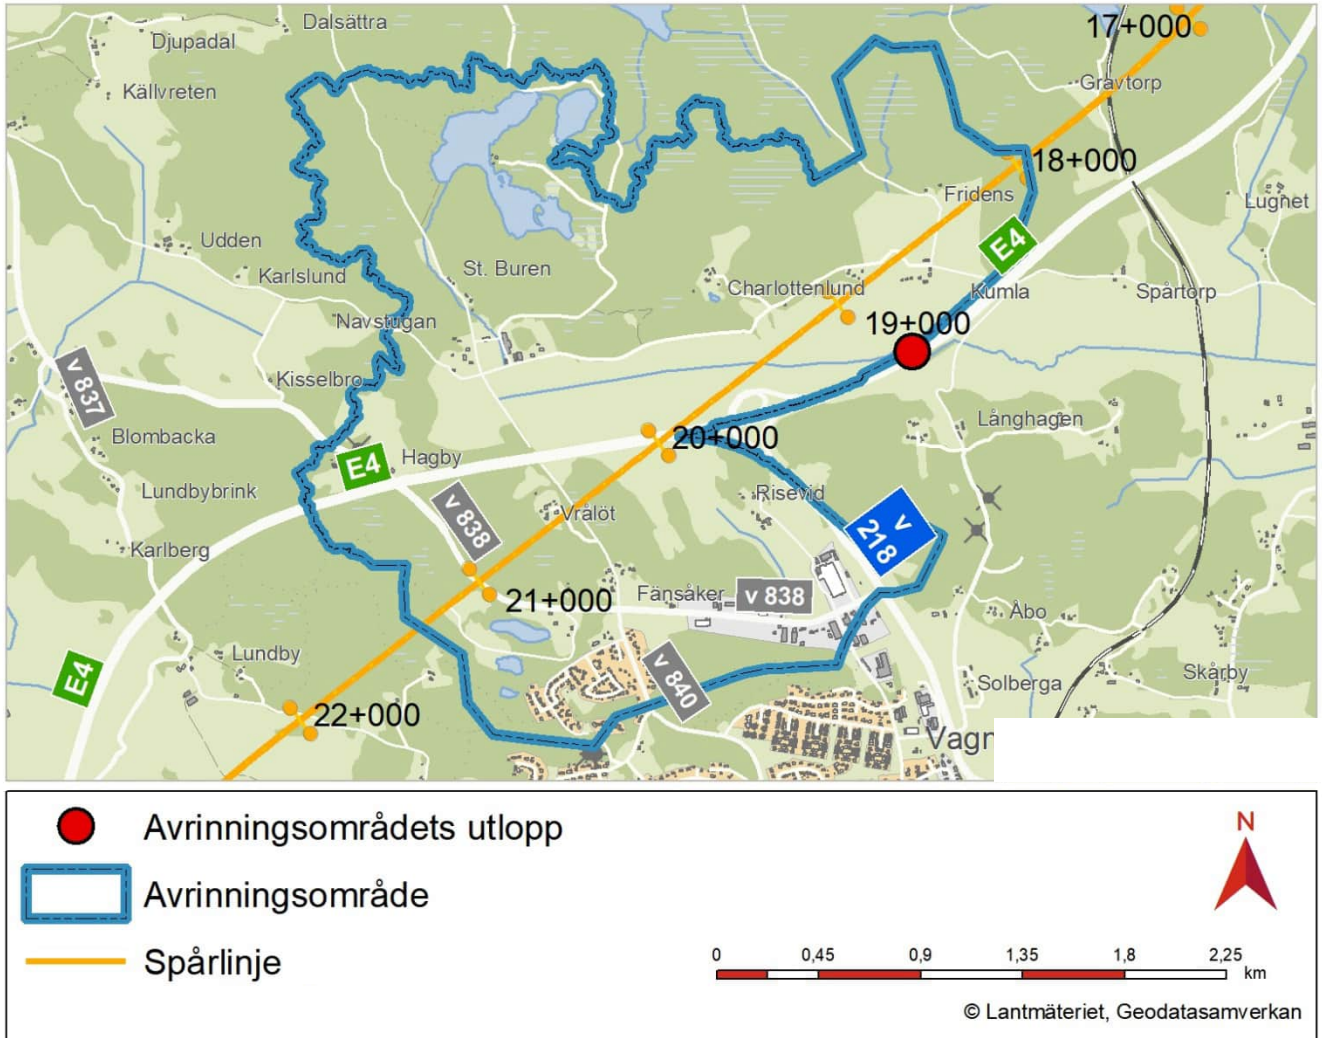 Dalsättra
17+000
Djupadal
Gravtorp
Källvreten
18+000
Fridens
Lugnet
Udden
E4
St. Buren
Karlslund
Charlottenlund
Kumla
Spårtorp
Navstugan
19+000
v 837
Kisselbro
Långhagen
Blombacka
20+000
E4
Hagby
Lundbybrink
Risevid
v 838
Vrålöt
v
218
Karlberg
21+000
Fänsåker
v 838
Åbo
Lundby
E4
v 840
Solberga
Skårby
22+000
Vagn
Avrinningsområdets utlopp
N
Avrinningsområde
Spårlinje
0 0,45 0,9 1,35 1,8 2,25
km
© Lantmäteriet, Geodatasamverkan